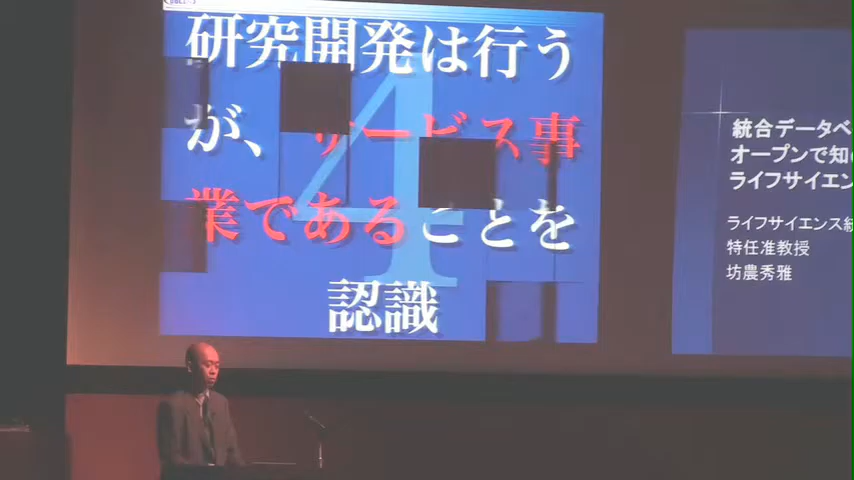 研究開発は行う
が、サービス事
業であることを
認識
4
統合データベ
オープンで知
ライフサイエン
ライフサイエンス統
特任准教授
坊農秀雅